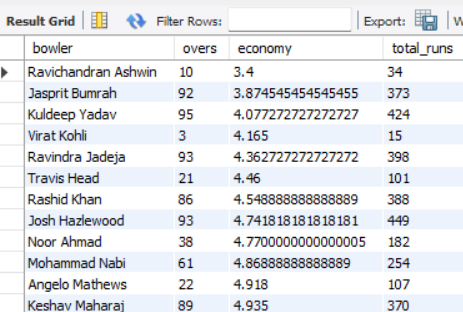 Result Grid Filter Rows: Export: W
bowler overs economy total_runs
Ravichandran Ashwin 10 3.4 34
Jasprit Bumrah 92 3.874545454545455 373
Kuldeep Yadav 95 4.077272727272727 424
Virat Kohli 3 4.165 15
Ravindra Jadeja 93 4.362727272727272 398
Travis Head 21 4.46 101
Rashid Khan 86 4.548888888888889 388
Josh Hazlewood 93 4.741818181818181 449
Noor Ahmad 38 4.7700000000000005 182
Mohammad Nabi 61 4.86888888888889 254
Angelo Mathews 22 4.918 107
Keshav Maharaj 89 4.935 370